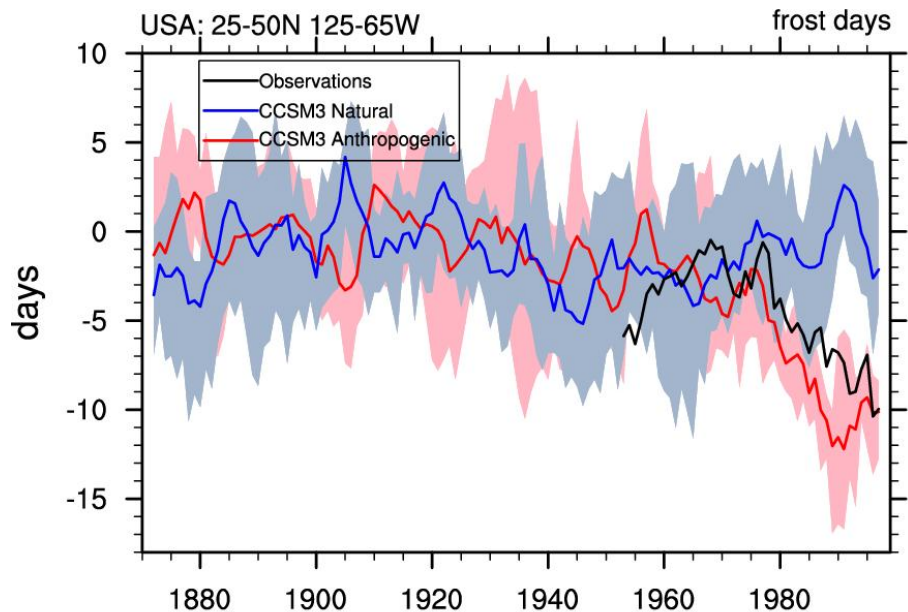 USA: 25-50N 125-65W
frost days
10
5
0
-5
-10
-15
days
Observations
CCSM3 Natural
CCSM3 Anthropogenic
1880 1900 1920 1940 1960 1980